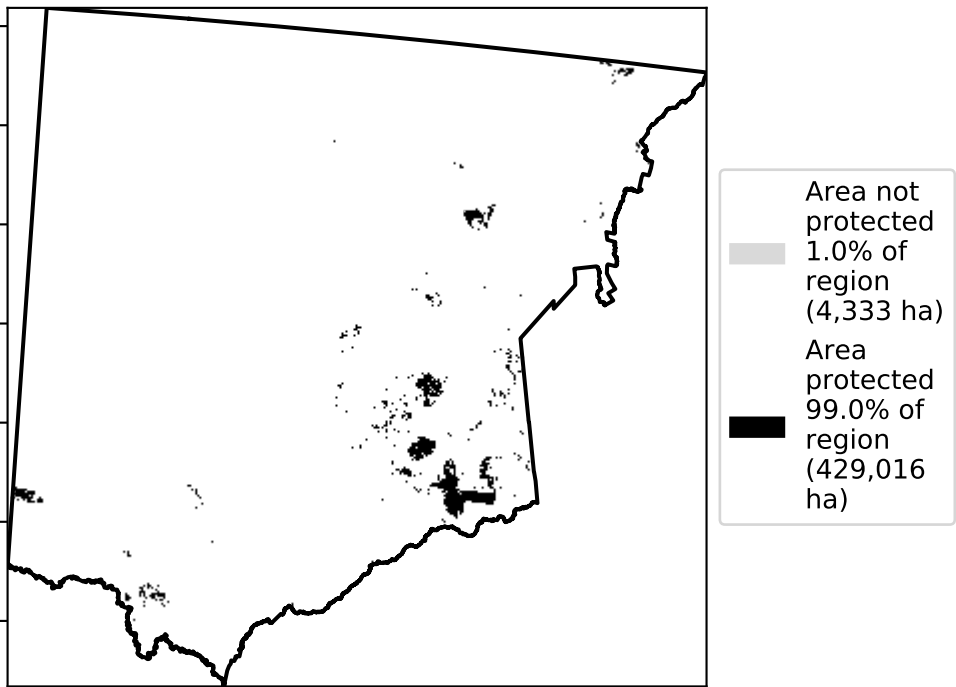 Area not
protected
1.0% of
region
(4,333 ha)
Area
protected
99.0% of
region
(429,016
ha)